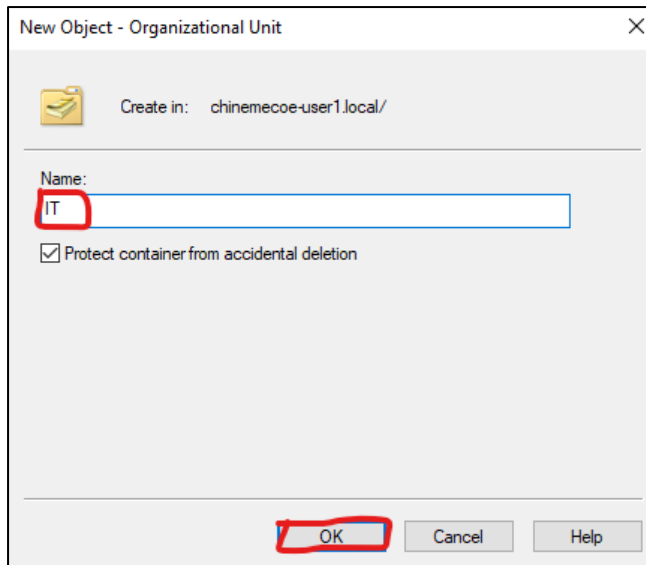 New Object - Organizational Unit
Create in: chinemecoe-user1.local/
Name:
IT
Protect container from accidental deletion
OK Cancel Help